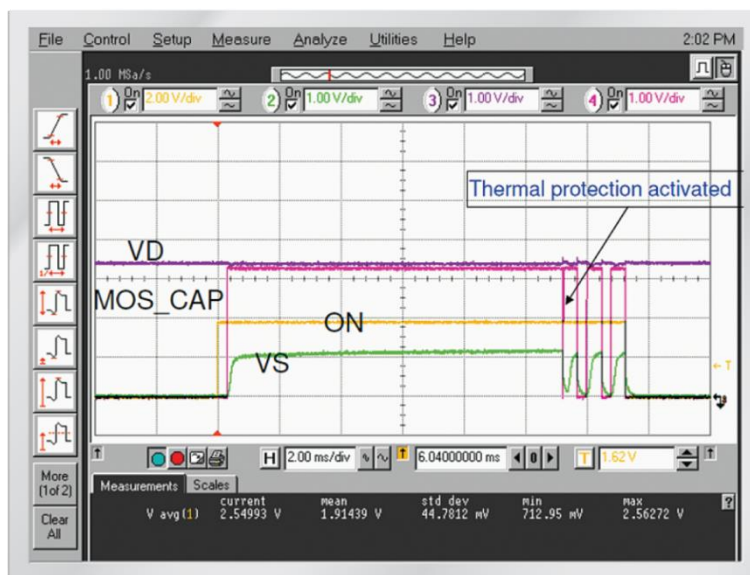 File Control Setup Measure Analyze Utilities Help 2:02 PM
1.00 MSa/s
1 On 2.00 V/div 2 On 1.00 V/div 3 On 1.00 V/div 4 On 1.00 V/div
Thermal protection activated
VD
MOS_CAP
ON
VS
T
H 2.00 ms/div 6.04000000 ms 0 T 1.62 V
More
(1of 2)
Clear
All
Measurements Scales
current mean std dev min max
V avg(1) 2.54993 V 1.91439 V 44.7812 mV 712.95 mV 2.56272 V
?